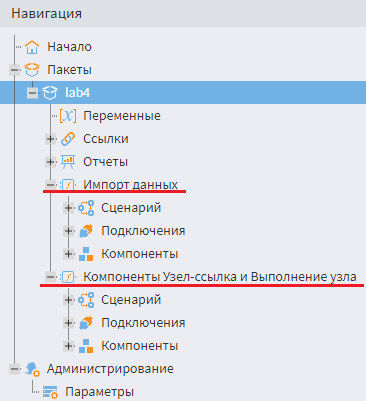 Навигация
Начало
Пакеты
lab4
Переменные
Ссылки
Отчеты
Импорт данных
Сценарий
Подключения
Компоненты
Компоненты Узел-ссылка и Выполнение узла
Сценарий
Подключения
Компоненты
Администрирование
Параметры